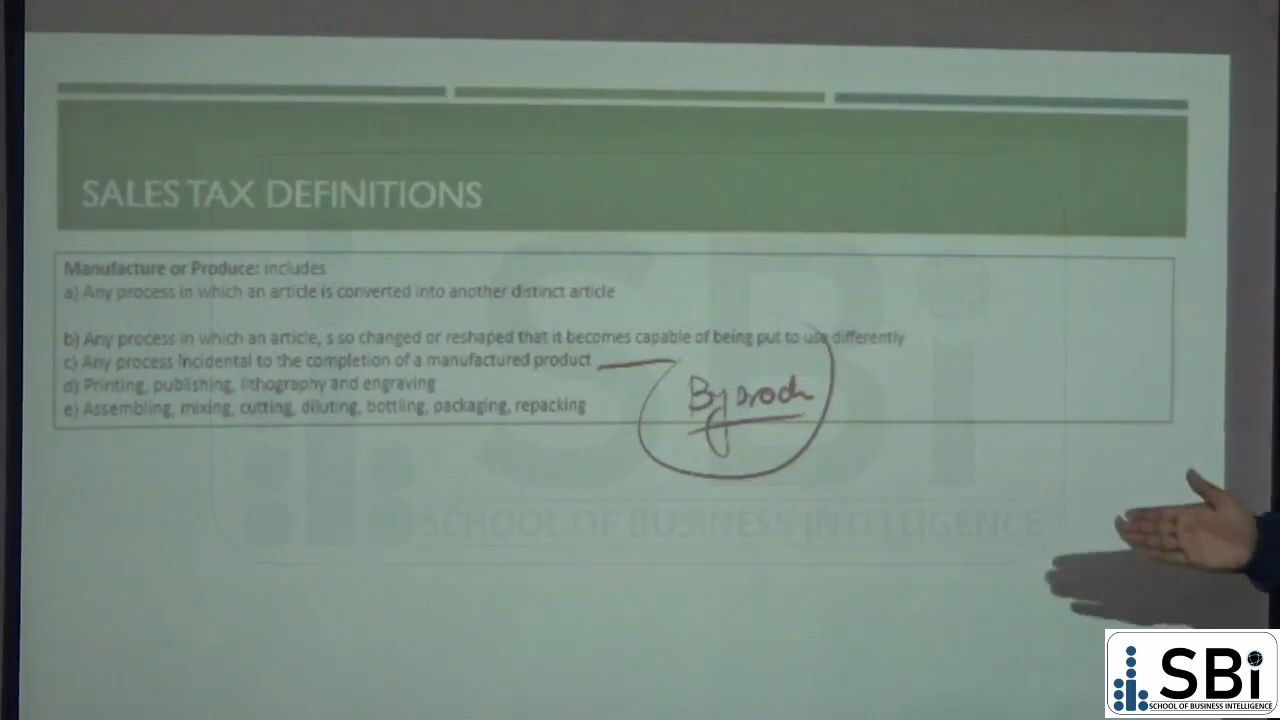 SALES TAX DEFINITIONS
Manufacture or Produce: includes
a) Any process in which an article is converted into another distinct article
b) Any process in which an article, s so changed or reshaped that it becomes capable of being put to use differently
c) Any process incidental to the completion of a manufactured product
d) Printing, publishing, lithography and engraving
e) Assembling, mixing, cutting, diluting, bottling, packaging, repacking
SBi
SCHOOL OF BUSINESS INTELLIGENCE
SBi
SCHOOL OF BUSINESS INTELLIGENCE